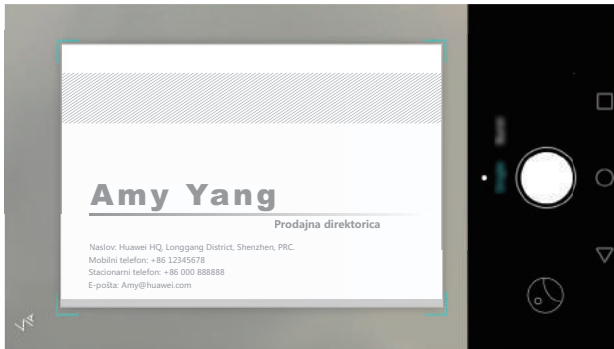 Amy Yang
Prodajna direktorica
Naslov: Huawei HQ, Longgang District, Shenzhen, PRC.
Mobilni telefon: +86 12345678
Stacionarni telefon: +86 000 888888
E-pošta: Amy@huawei.com